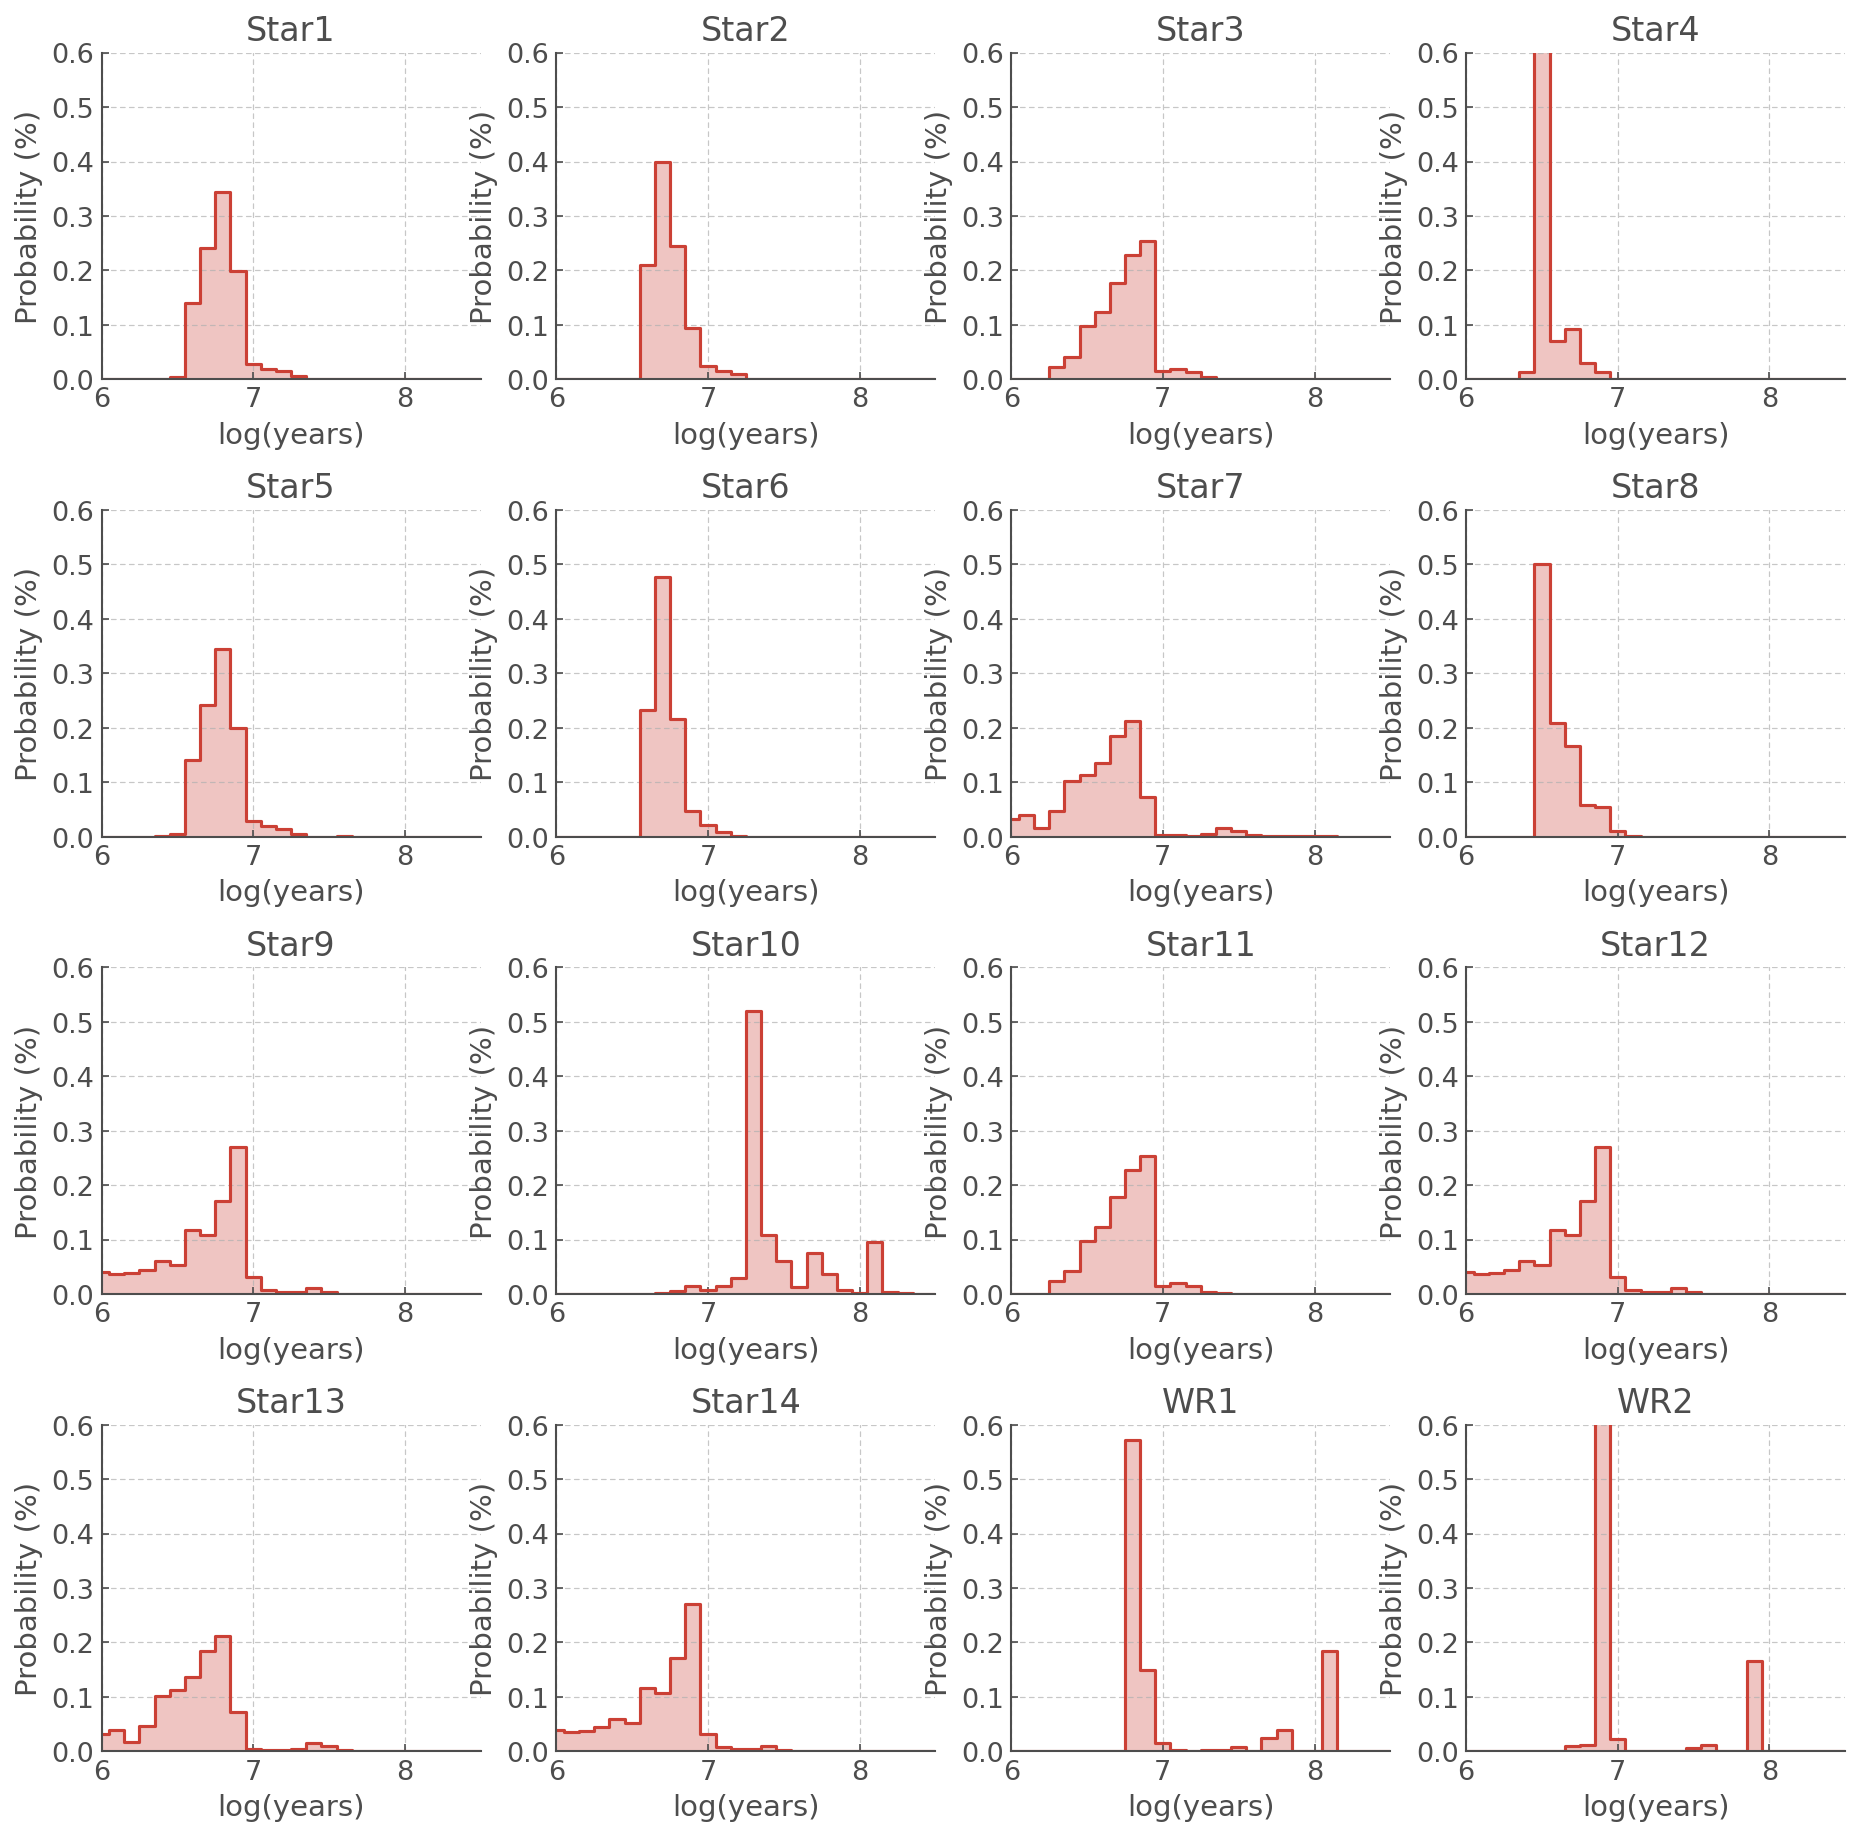 Star1 Star2 Star3 Star4
0.6 0.6 0.6 0.6
0.5 0.5 0.5 0.5
0.4 0.4 0.4 0.4
0.3 0.3 0.3 0.3
0.2 0.2 0.2 0.2
0.1 0.1 0.1 0.1
0.0 0.0 0.0 0.0
Probability (%) Probability (%) Probability (%) Probability (%)
6 7 8 6 7 8 6 7 8 6 7 8
log(years) log(years) log(years) log(years)
Star5 Star6 Star7 Star8
0.6 0.6 0.6 0.6
0.5 0.5 0.5 0.5
0.4 0.4 0.4 0.4
0.3 0.3 0.3 0.3
0.2 0.2 0.2 0.2
0.1 0.1 0.1 0.1
0.0 0.0 0.0 0.0
Probability (%) Probability (%) Probability (%) Probability (%)
6 7 8 6 7 8 6 7 8 6 7 8
log(years) log(years) log(years) log(years)
Star9 Star10 Star11 Star12
0.6 0.6 0.6 0.6
0.5 0.5 0.5 0.5
0.4 0.4 0.4 0.4
0.3 0.3 0.3 0.3
0.2 0.2 0.2 0.2
0.1 0.1 0.1 0.1
0.0 0.0 0.0 0.0
Probability (%) Probability (%) Probability (%) Probability (%)
6 7 8 6 7 8 6 7 8 6 7 8
log(years) log(years) log(years) log(years)
Star13 Star14 WR1 WR2
0.6 0.6 0.6 0.6
0.5 0.5 0.5 0.5
0.4 0.4 0.4 0.4
0.3 0.3 0.3 0.3
0.2 0.2 0.2 0.2
0.1 0.1 0.1 0.1
0.0 0.0 0.0 0.0
Probability (%) Probability (%) Probability (%) Probability (%)
6 7 8 6 7 8 6 7 8 6 7 8
log(years) log(years) log(years) log(years)